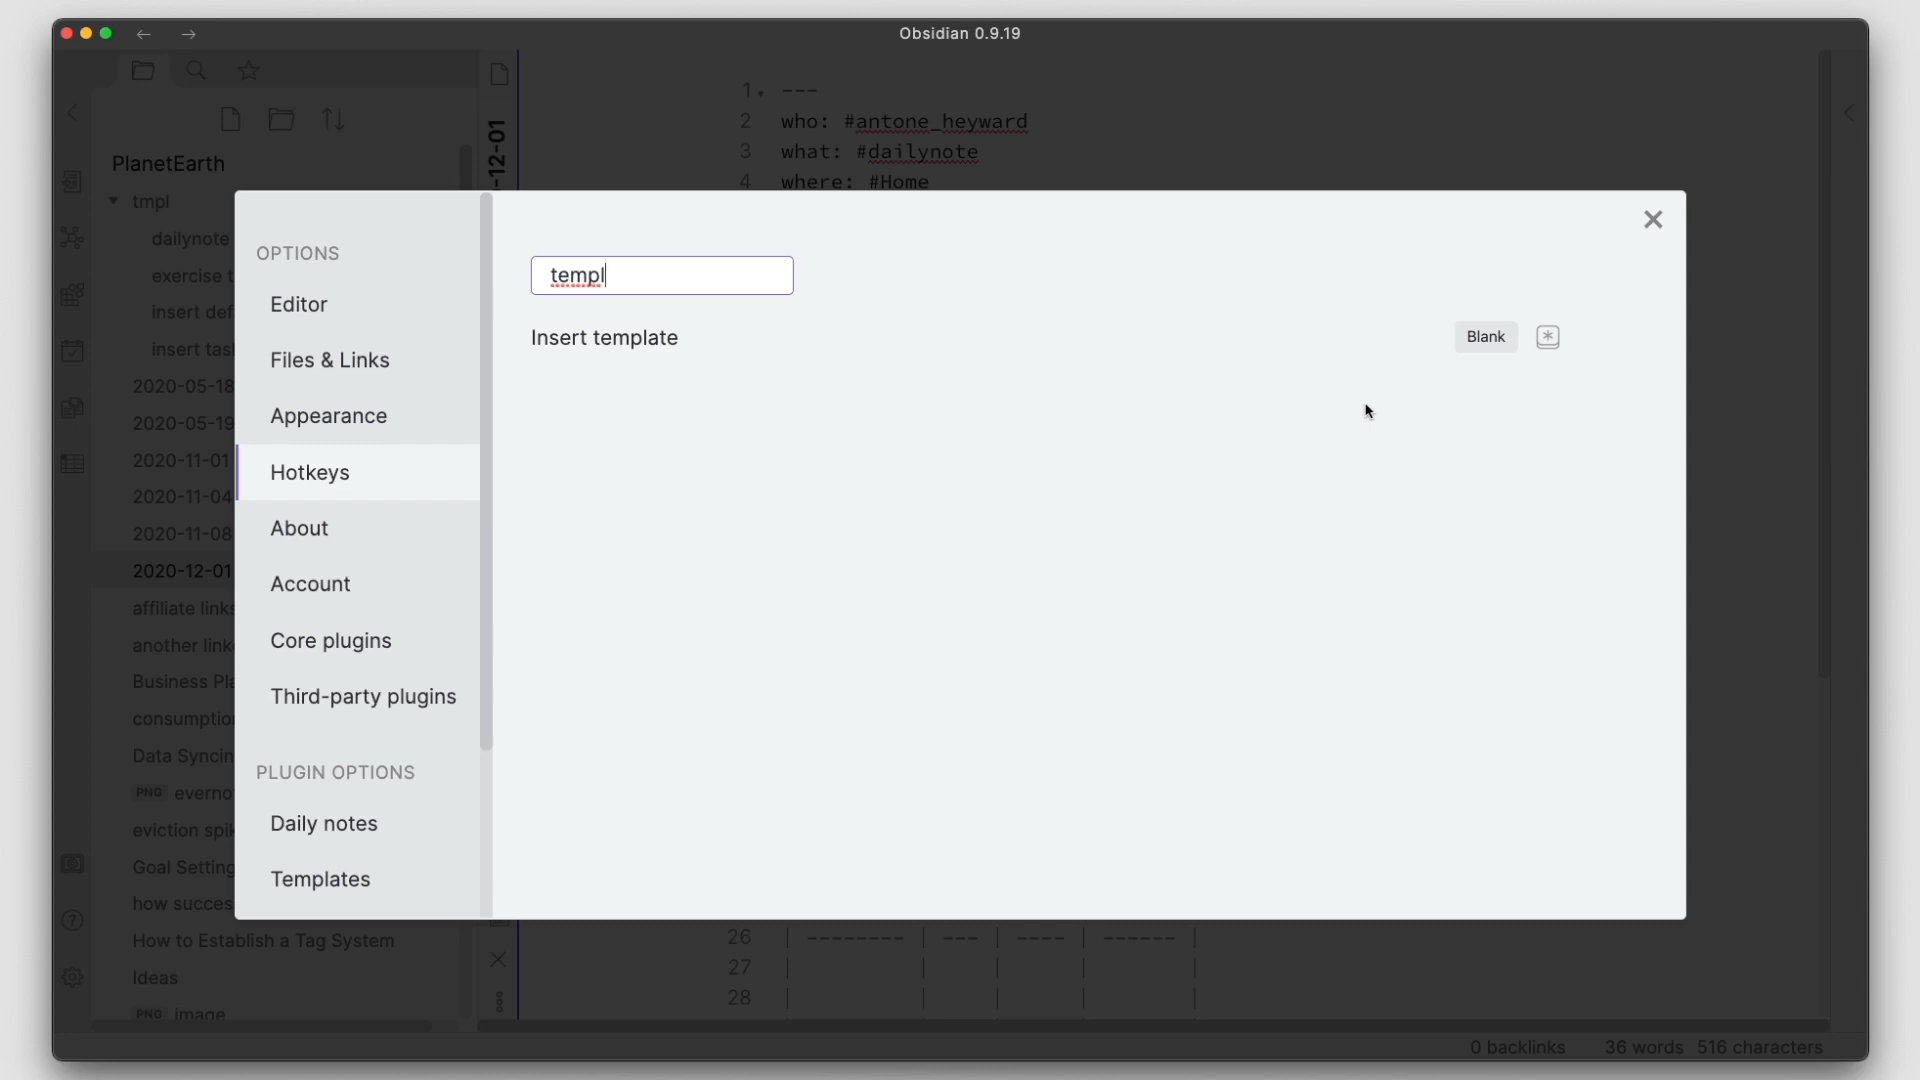 Obsidian 0.9.19
-12-01
PlanetEarth
tmpl
dailynote
exercise t
insert def
insert tas
2020-05-18
2020-05-19
2020-11-01
2020-11-04
2020-11-08
2020-12-01
affiliate links
another link
Business Pla
consumption
Data Syncin
PNG everno
eviction spik
Goal Setting
how succes
How to Establish a Tag System
Ideas
PNG image
1 ---
2 who: #antone_heyward
3 what: #dailynote
4 where: #Home
OPTIONS
Editor
Files & Links
Appearance
Hotkeys
About
Account
Core plugins
Third-party plugins
PLUGIN OPTIONS
Daily notes
Templates
templ
Insert template
Blank
26 | -------- | --- | ---- | ------ |
27 | | | | |
28 | | | | |
0 backlinks 36 words 516 characters